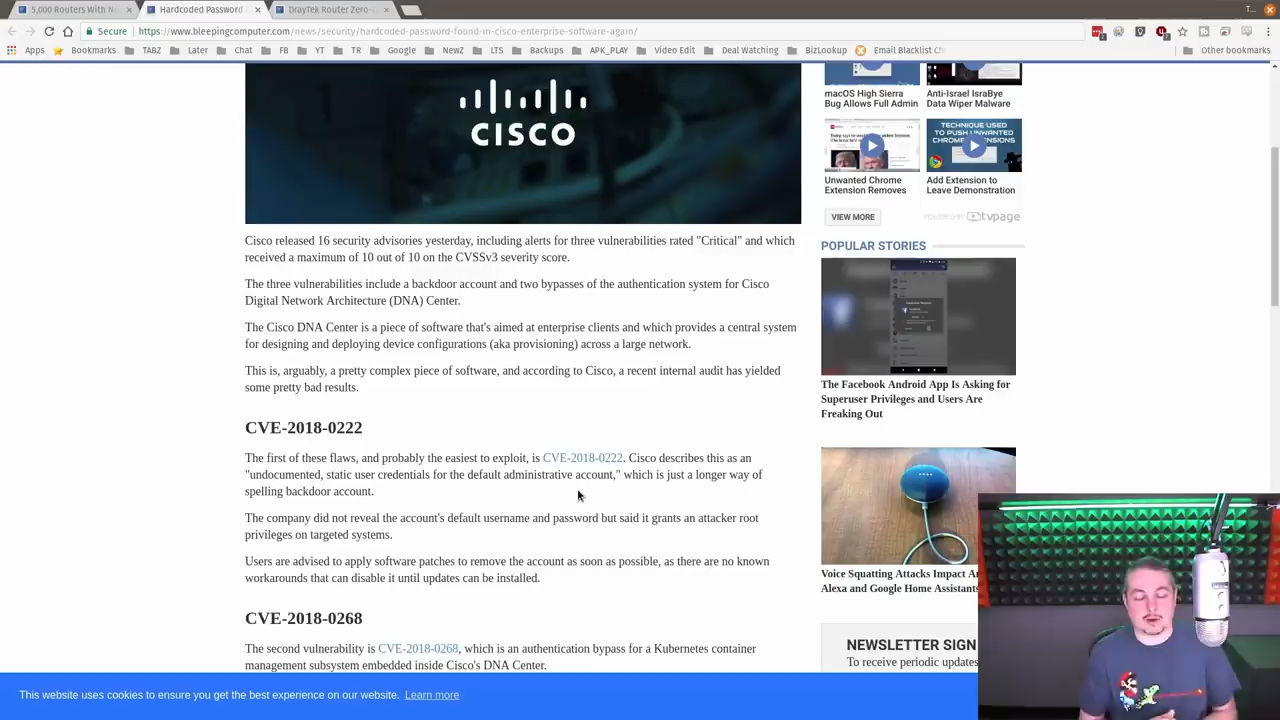 5,000 Routers With N
Hardcoded Password
DrayTek Router Zero-
T...
Secure
https://www.bleepingcomputer.com/news/security/hardcoded-password-found-in-cisco-enterprise-software-again/
Apps Bookmarks TABZ Later Chat FB YT TR Google NewZ LTS Backups APK_PLAY Video Edit Deal Watching BizLookup Email Blacklist Ch Other bookmarks
CISCO
Cisco released 16 security advisories yesterday, including alerts for three vulnerabilities rated "Critical" and which
received a maximum of 10 out of 10 on the CVSSv3 severity score.
The three vulnerabilities include a backdoor account and two bypasses of the authentication system for Cisco
Digital Network Architecture (DNA) Center.
The Cisco DNA Center is a piece of software that's aimed at enterprise clients and which provides a central system
for designing and deploying device configurations (aka provisioning) across a large network.
This is, arguably, a pretty complex piece of software, and according to Cisco, a recent internal audit has yielded
some pretty bad results.
CVE-2018-0222
The first of these flaws, and probably the easiest to exploit, is CVE-2018-0222. Cisco describes this as an
"undocumented, static user credentials for the default administrative account," which is just a longer way of
spelling backdoor account.
The company did not reveal the account's default username and password but said it grants an attacker root
privileges on targeted systems.
Users are advised to apply software patches to remove the account as soon as possible, as there are no known
workarounds that can disable it until updates can be installed.
CVE-2018-0268
The second vulnerability is CVE-2018-0268, which is an authentication bypass for a Kubernetes container
management subsystem embedded inside Cisco's DNA Center.
macOS High Sierra
Bug Allows Full Admin
Anti-Israel IsraBye
Data Wiper Malware
TECHNIQUE USED
TO PUSH UNWANTED
CHROME EXTENSIONS
Unwanted Chrome
Extension Removes
Add Extension to
Leave Demonstration
VIEW MORE
POWERED BY tvpage
POPULAR STORIES
The Facebook Android App Is Asking for
Superuser Privileges and Users Are
Freaking Out
Voice Squatting Attacks Impact
Alexa and Google Home Assistants
NEWSLETTER SIGN
To receive periodic updates
This website uses cookies to ensure you get the best experience on our website. Learn more